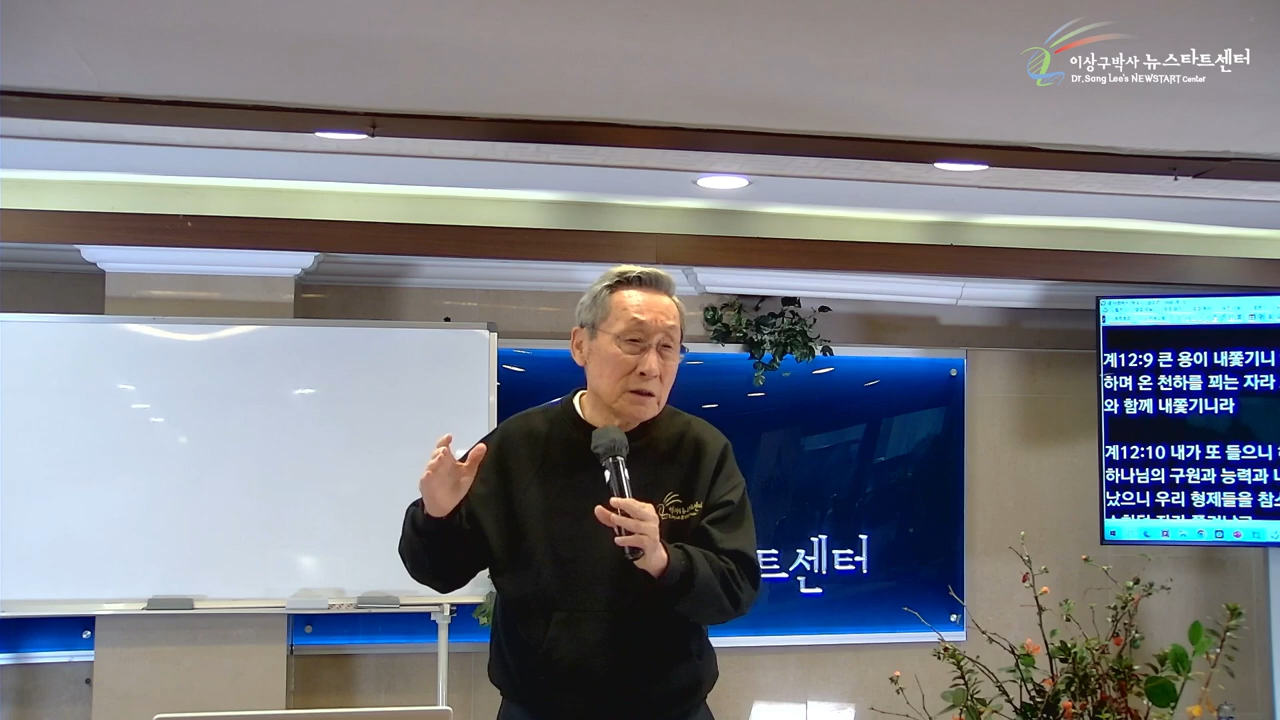 이상구박사 뉴스타트센터
Dr. Sang Lee's NEWSTART Center
계12:9 큰 용이 내쫓기니
하며 온 천하를 꾀는 자라
와 함께 내쫓기니라
계12:10 내가 또 들으니
하나님의 구원과 능력과 나
났으니 우리 형제들을 참소
트센터